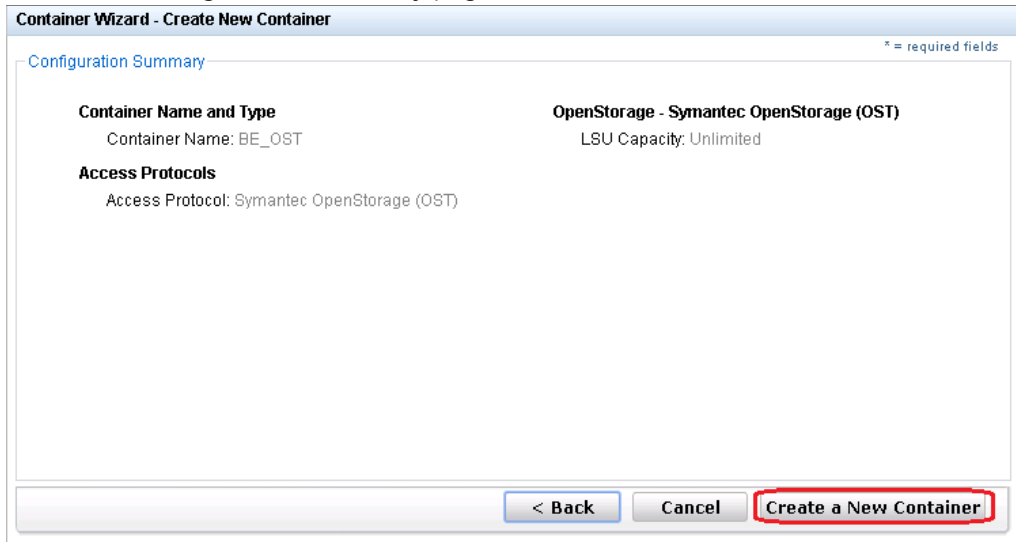 Container Wizard - Create New Container
* = required fields
Configuration Summary
Container Name and Type
Container Name: BE_OST
Access Protocols
Access Protocol: Symantec OpenStorage (OST)
OpenStorage - Symantec OpenStorage (OST)
LSU Capacity: Unlimited
< Back
Cancel
Create a New Container